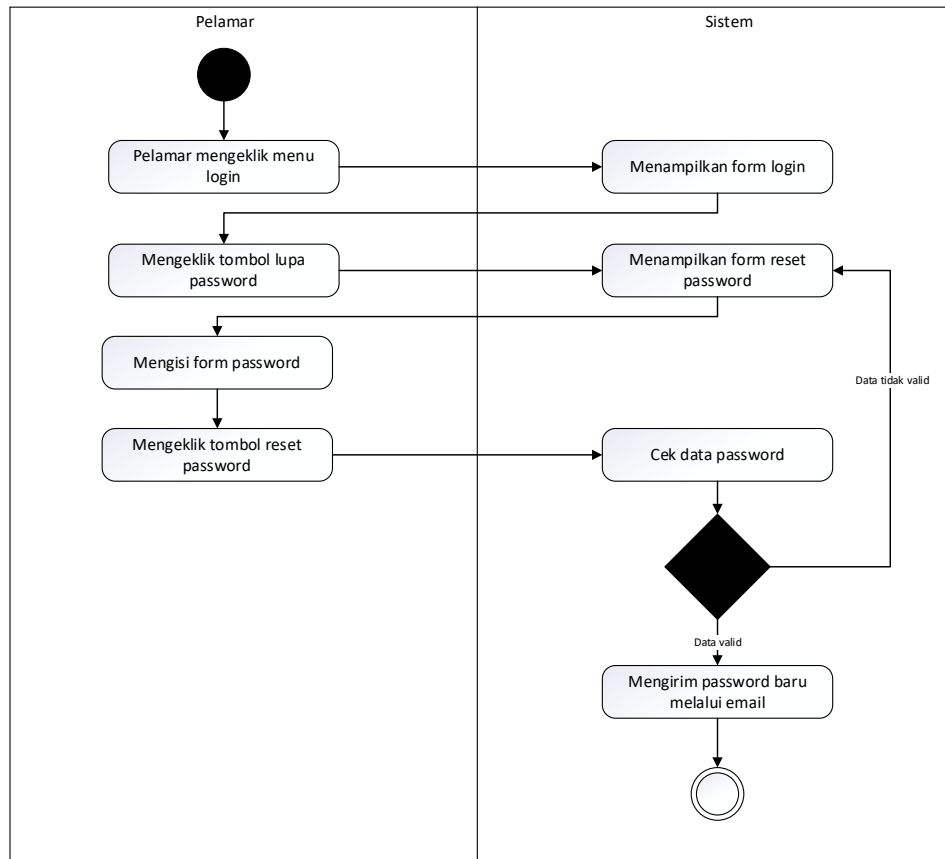 Pelamar
Sistem
Pelamar mengeklik menu
login
Menampilkan form login
Mengeklik tombol lupa
password
Menampilkan form reset
password
Mengisi form password
Data tidak valid
Mengeklik tombol reset
password
Cek data password
Data valid
Mengirim password baru
melalui email